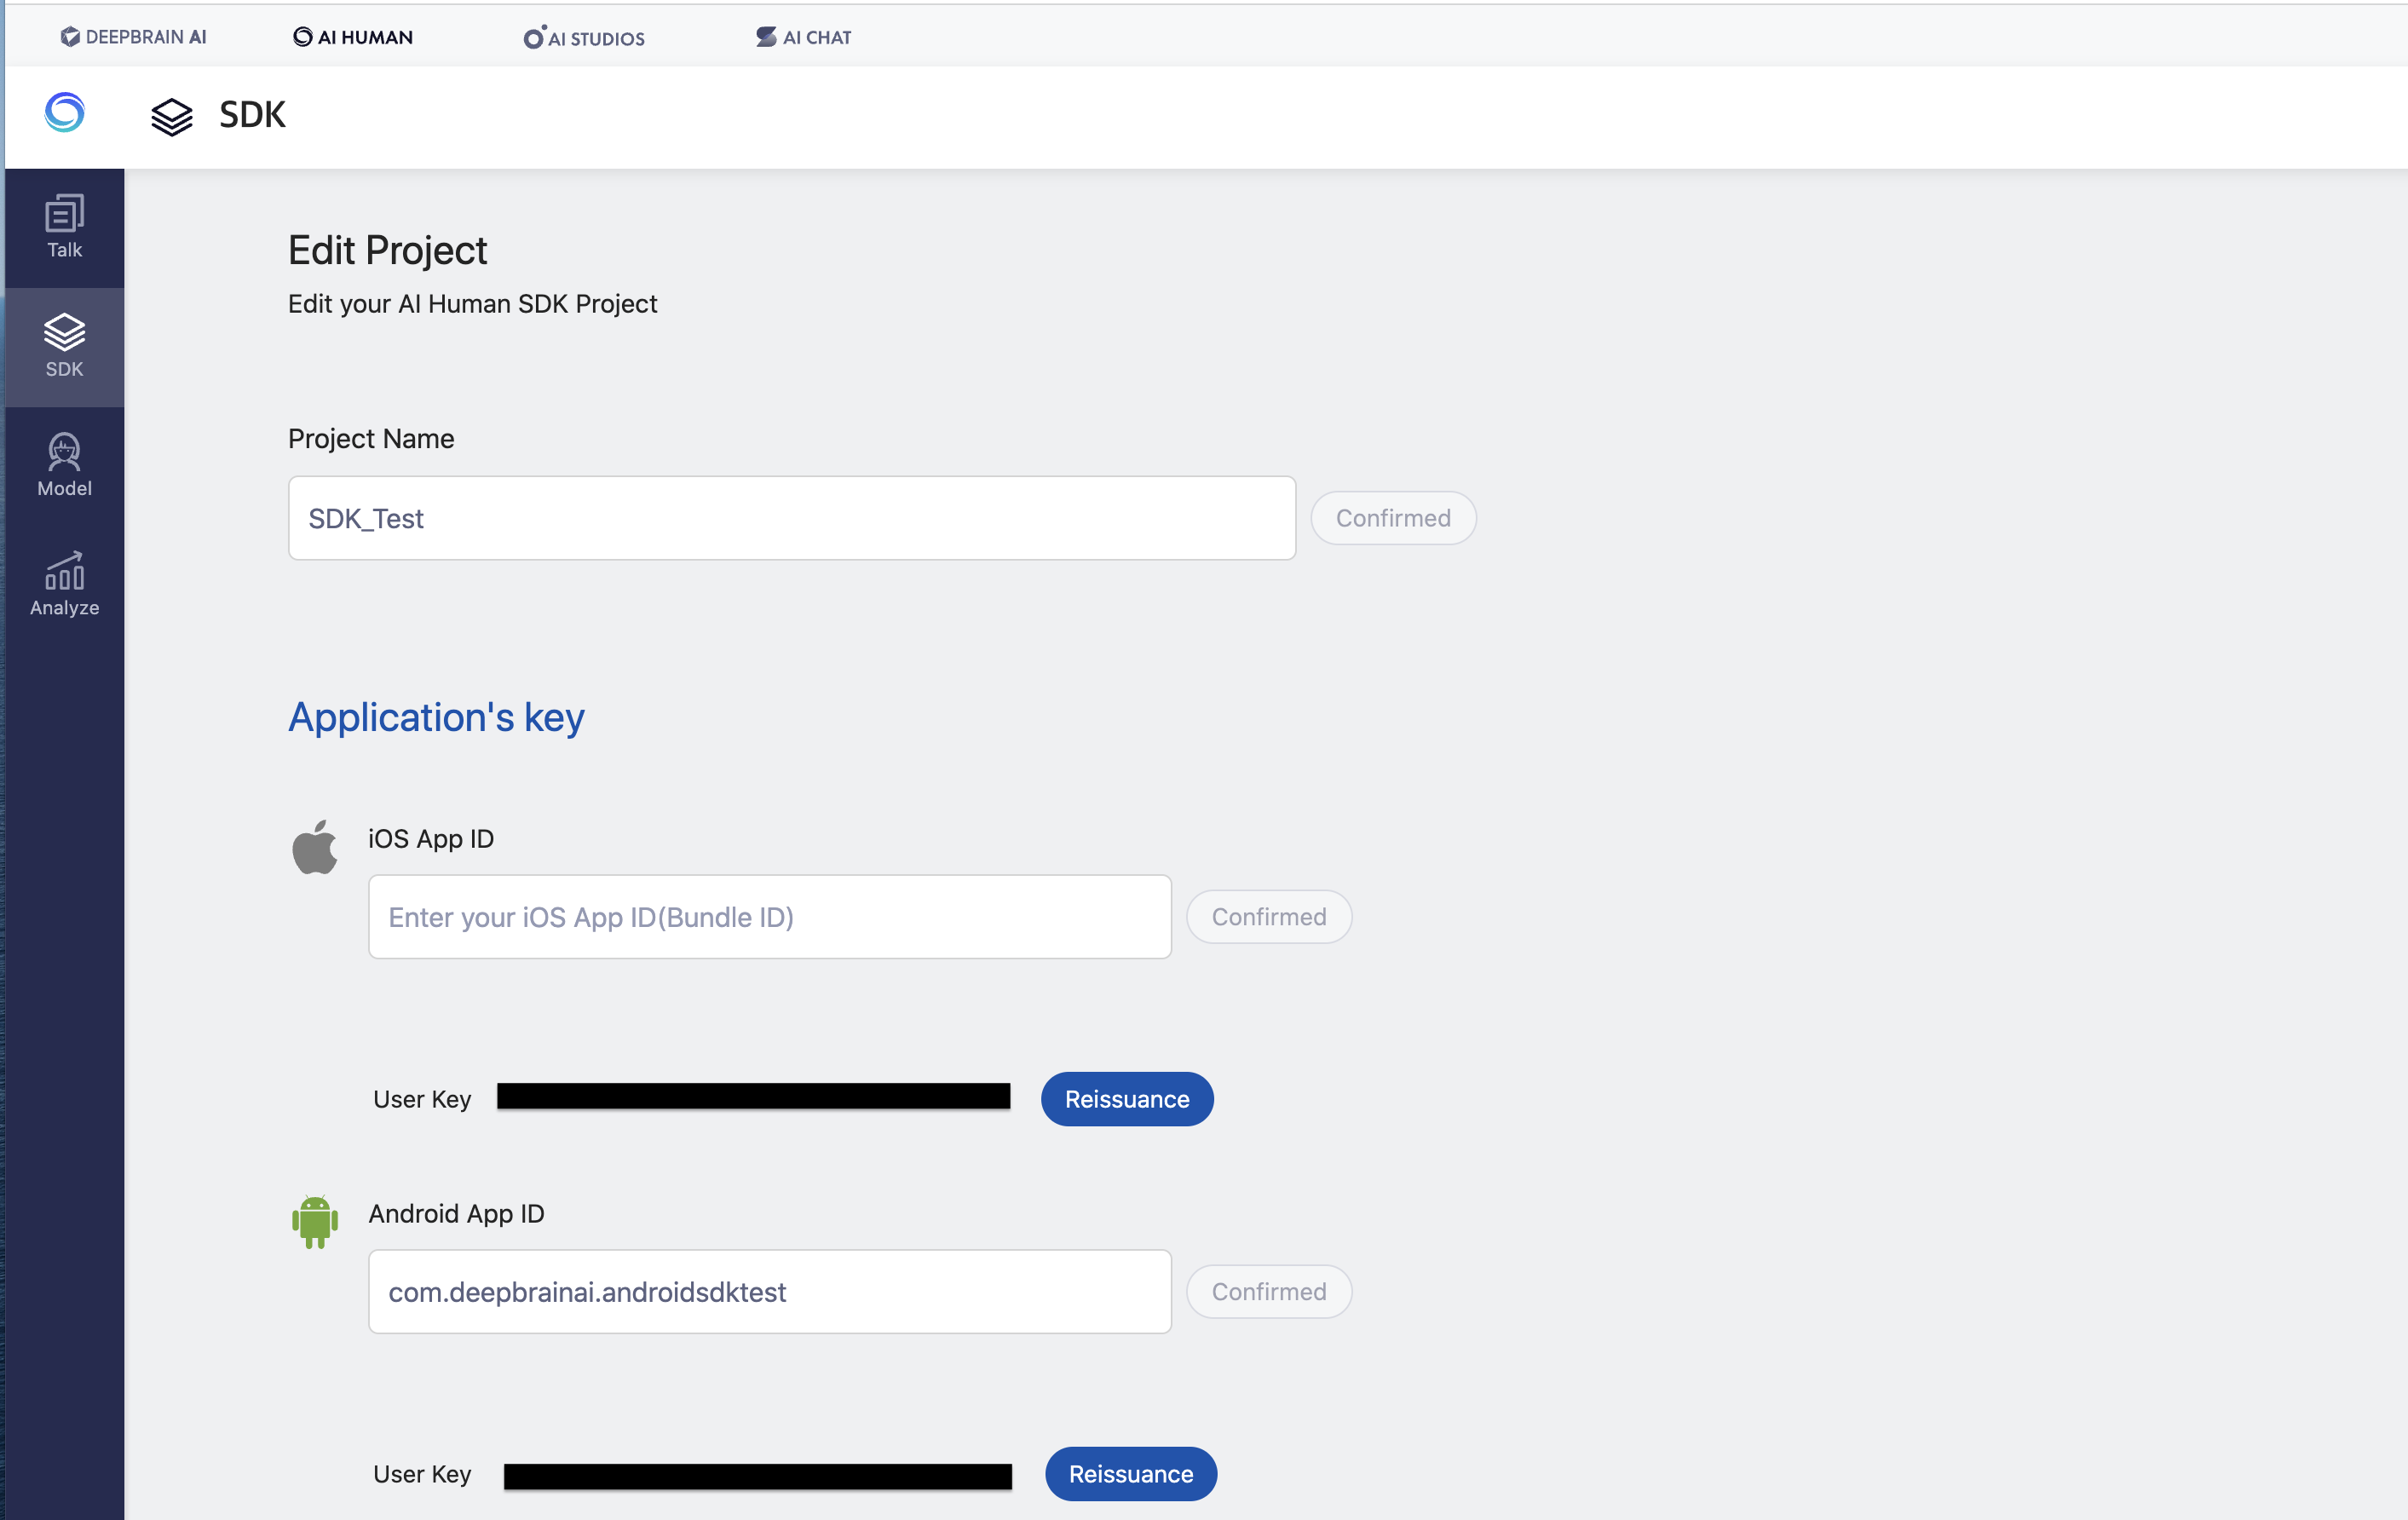 DEEPBRAIN AI
AI HUMAN
AI STUDIOS
AI CHAT
SDK
Talk
SDK
Model
Analyze
Edit Project
Edit your AI Human SDK Project
Project Name
SDK_Test
Confirmed
Application's key
iOS App ID
Enter your iOS App ID(Bundle ID)
Confirmed
User Key
Reissuance
Android App ID
com.deepbrainai.androidsdktest
Confirmed
User Key
Reissuance